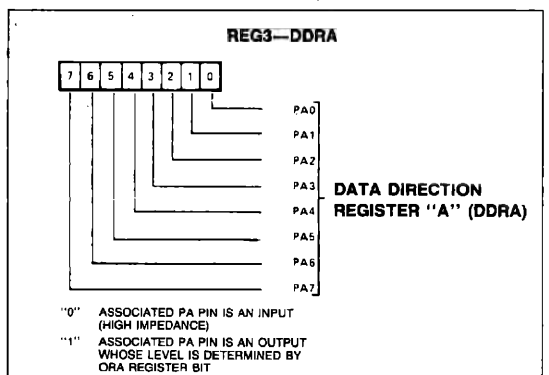 REG3—DDRA
7 6 5 4 3 2 1 0
PA0
PA1
PA2
PA3
PA4
PA5
PA6
PA7
DATA DIRECTION
REGISTER "A" (DDRA)
"0" ASSOCIATED PA PIN IS AN INPUT
(HIGH IMPEDANCE)
"1" ASSOCIATED PA PIN IS AN OUTPUT
WHOSE LEVEL IS DETERMINED BY
ORA REGISTER BIT